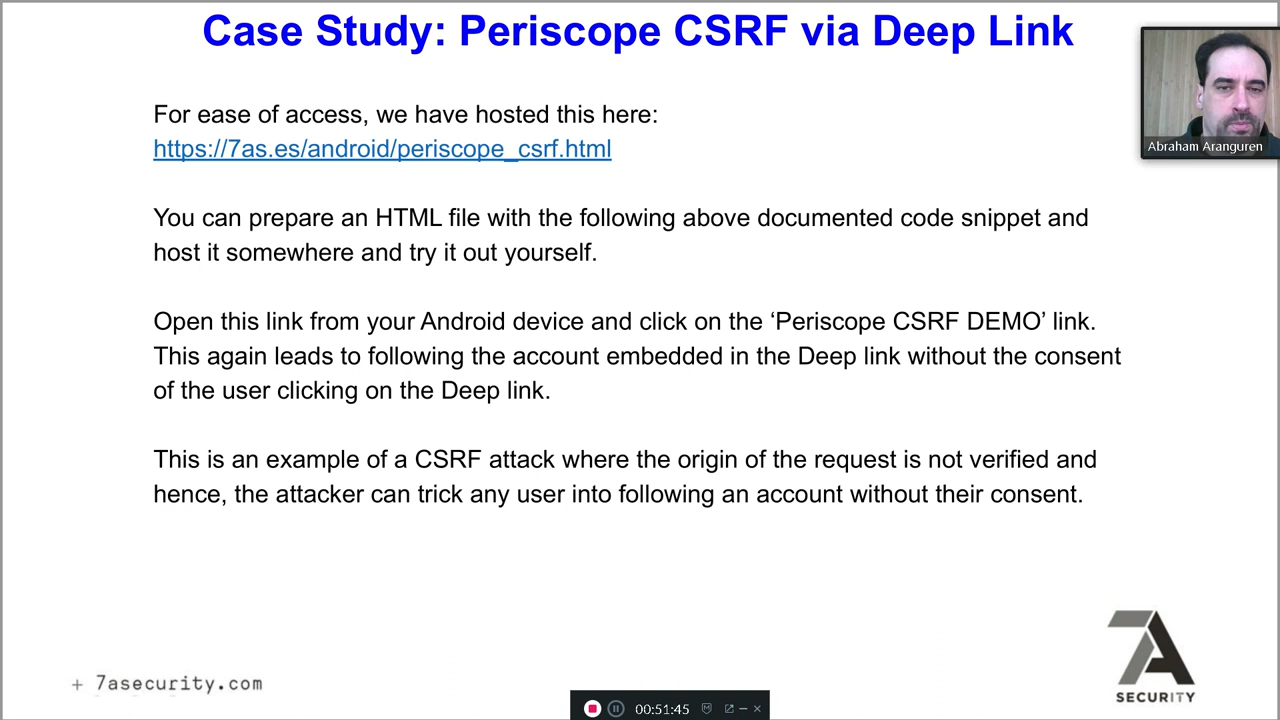 Case Study: Periscope CSRF via Deep Link
For ease of access, we have hosted this here:
https://7as.es/android/periscope_csrf.html
You can prepare an HTML file with the following above documented code snippet and
host it somewhere and try it out yourself.
Open this link from your Android device and click on the ‘Periscope CSRF DEMO’ link.
This again leads to following the account embedded in the Deep link without the consent
of the user clicking on the Deep link.
This is an example of a CSRF attack where the origin of the request is not verified and
hence, the attacker can trick any user into following an account without their consent.
Abraham Aranguren
+ 7asecurity.com
00:51:45
7A
SECURITY